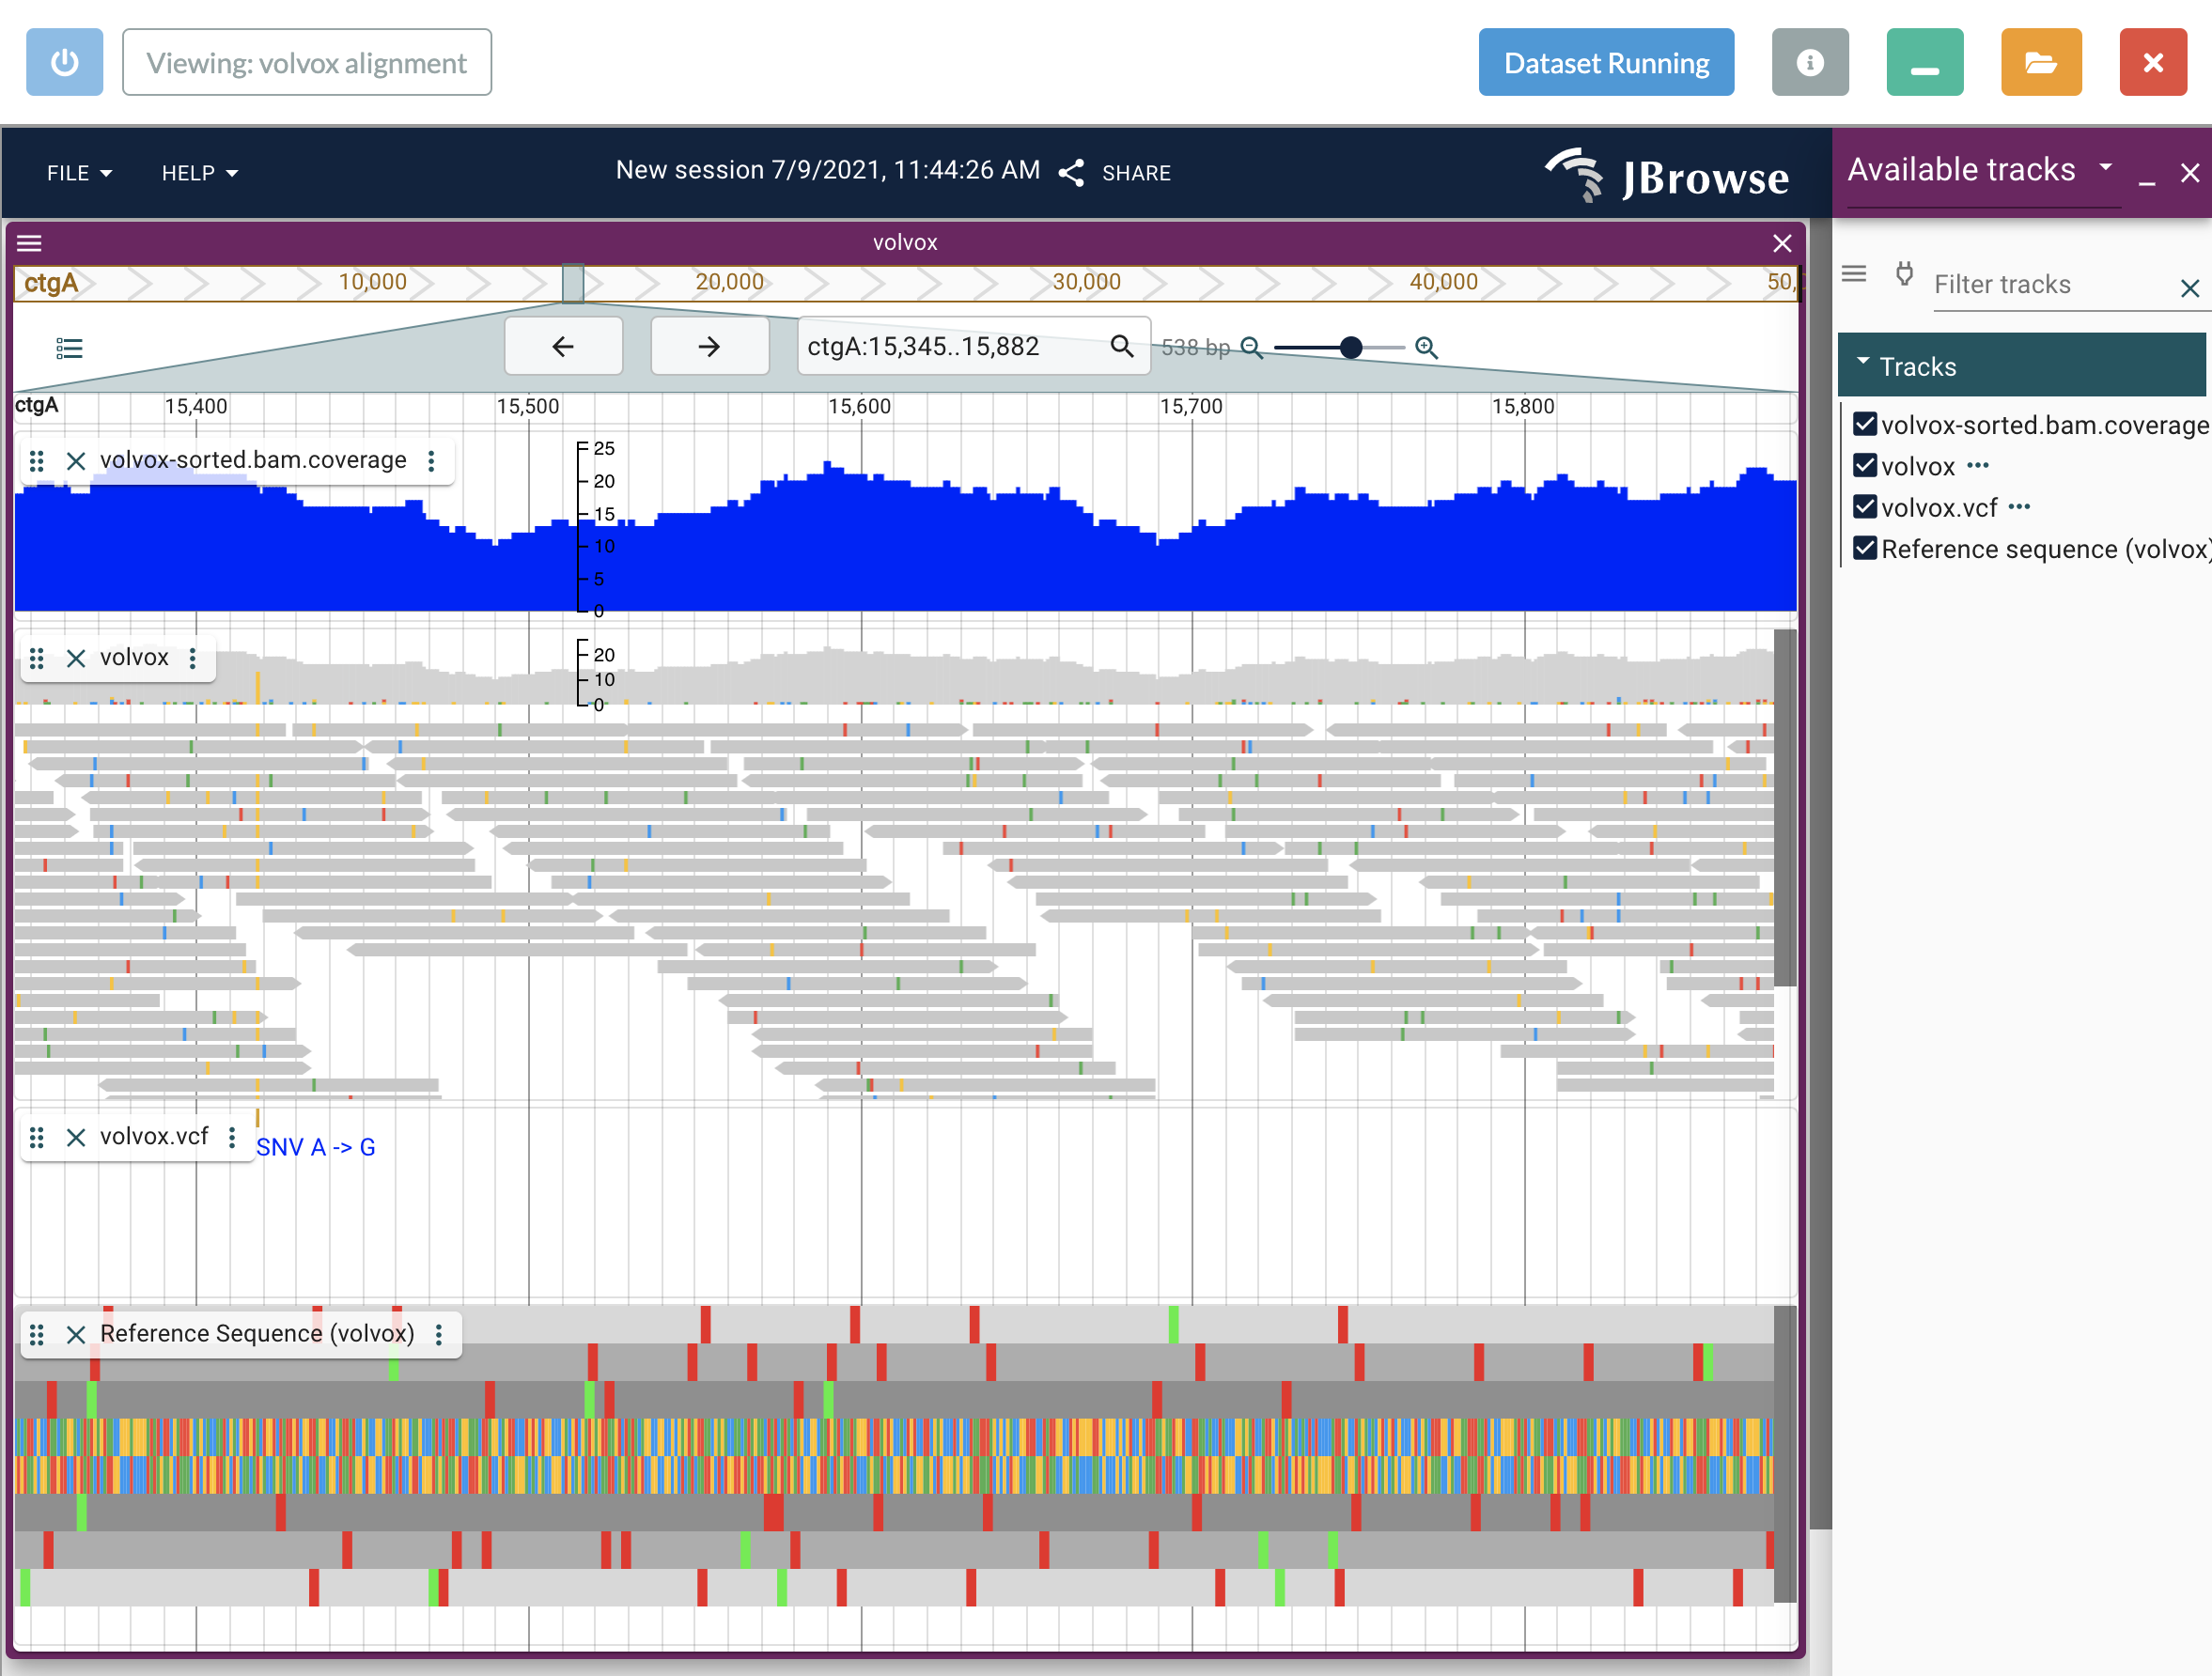 Viewing: volvox alignment
Dataset Running
FILE
HELP
New session 7/9/2021, 11:44:26 AM
SHARE
JBrowse
Available tracks
volvox
ctgA
10,000
20,000
30,000
40,000
50,
Filter tracks
ctgA:15,345..15,882
538 bp
Tracks
ctgA
15,400
15,500
15,600
15,700
15,800
volvox-sorted.bam.coverage
volvox
volvox.vcf
Reference sequence (volvox)
volvox-sorted.bam.coverage
25
20
15
10
5
0
volvox
20
10
0
volvox.vcf
SNV A -> G
Reference Sequence (volvox)